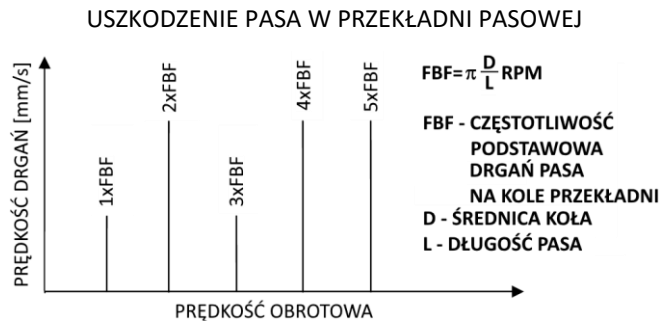 USZKODZENIE PASA W PRZEKŁADNI PASOWEJ
PRĘDKOŚĆ DRGAŃ [mm/s]
1xFBF
2xFBF
3xFBF
4xFBF
5xFBF
PRĘDKOŚĆ OBROTOWA
FBF=π D/L RPM
FBF - CZĘSTOTLIWOŚĆ
PODSTAWOWA
DRGAŃ PASA
NA KOLE PRZEKŁADNI
D - ŚREDNICA KOŁA
L - DŁUGOŚĆ PASA